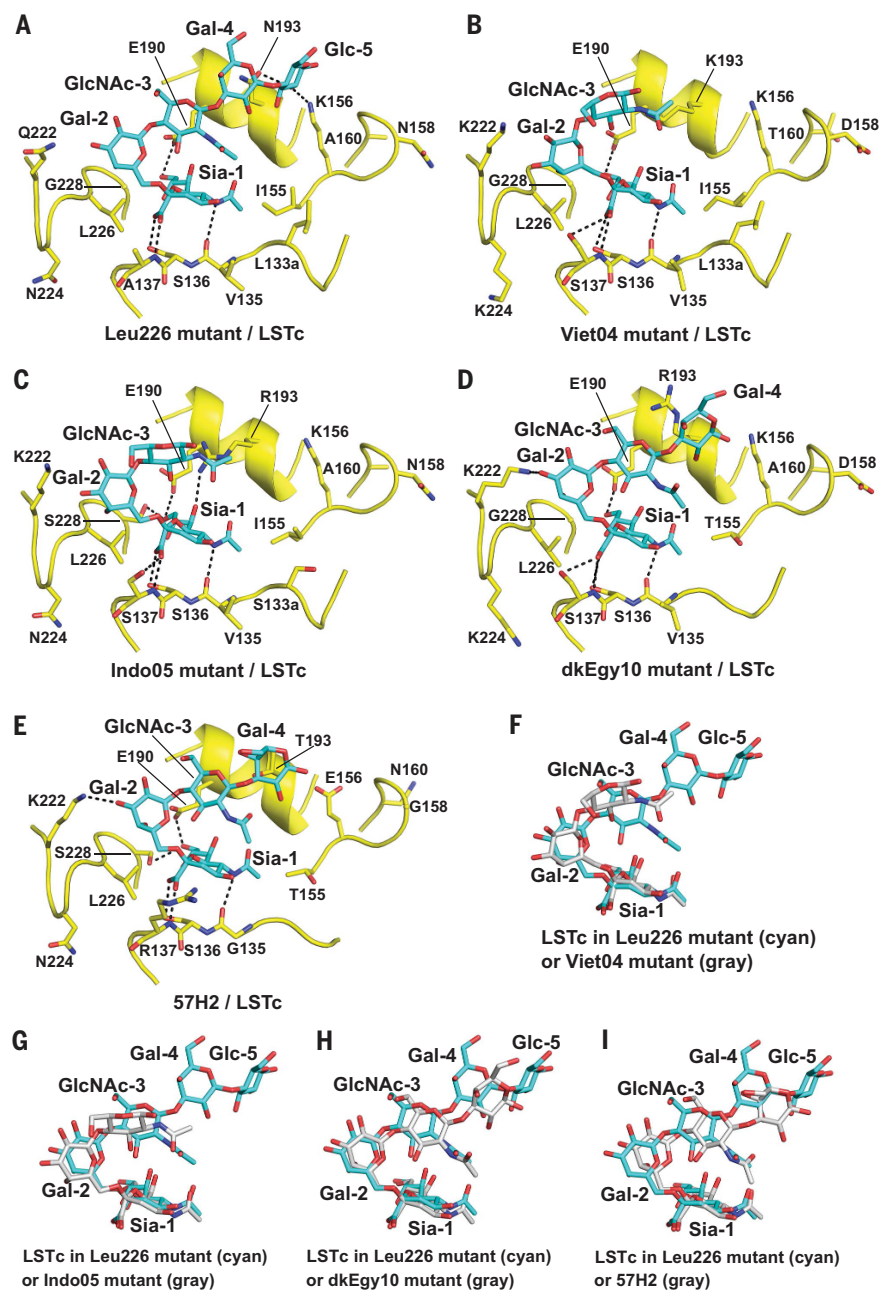 A
Gal-4
N193
Glc-5
E190
GlcNAc-3
K156
Gal-2
A160
N158
Q222
Sia-1
G228
I155
L226
L133a
N224
A137
S136
V135
Leu226 mutant / LSTc
B
E190
K193
GlcNAc-3
K156
Gal-2
T160
D158
K222
Sia-1
G228
I155
L226
L133a
S137
S136
V135
K224
Viet04 mutant / LSTc
C
E190
R193
GlcNAc-3
K156
K222
Gal-2
A160
N158
Sia-1
S228
I155
L226
S133a
S137
S136
N224
V135
Indo05 mutant / LSTc
D
R193
E190
Gal-4
GlcNAc-3
K156
Gal-2
K222
A160
D158
G228
Sia-1
T155
L226
S137
S136
K224
V135
dkEgy10 mutant / LSTc
E
GlcNAc-3
Gal-4
T193
E190
E156
N160
Gal-2
G158
K222
S228
Sia-1
L226
T155
R137
S136
G135
N224
57H2 / LSTc
F
Gal-4
Glc-5
GlcNAc-3
Gal-2
Sia-1
LSTc in Leu226 mutant (cyan)
or Viet04 mutant (gray)
G
Gal-4
Glc-5
GlcNAc-3
Gal-2
Sia-1
LSTc in Leu226 mutant (cyan)
or Indo05 mutant (gray)
H
Gal-4
Glc-5
GlcNAc-3
Gal-2
Sia-1
LSTc in Leu226 mutant (cyan)
or dkEgy10 mutant (gray)
I
Gal-4
Glc-5
GlcNAc-3
Gal-2
Sia-1
LSTc in Leu226 mutant (cyan)
or 57H2 (gray)